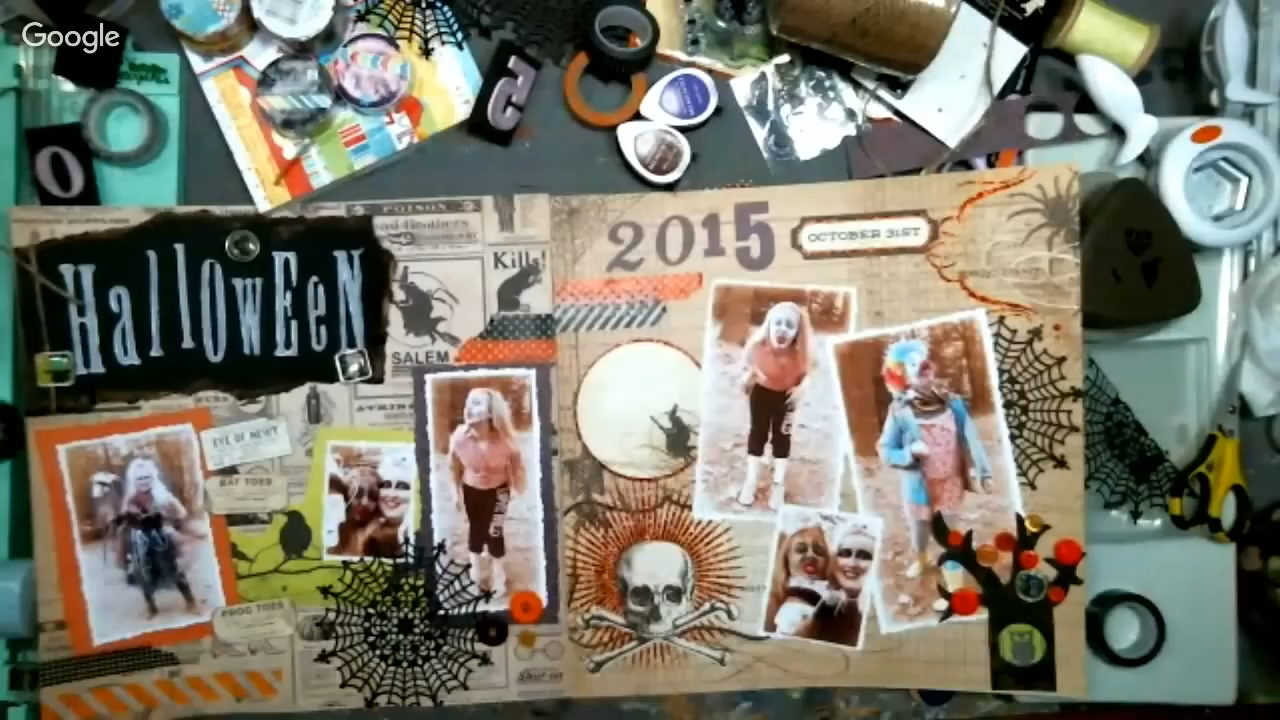 Google
5
0
POISON
HallowEeN
Kills!
SALEM
2015
OCTOBER 31ST
EYE OF NEWT
BAT TOES
FROG TOES